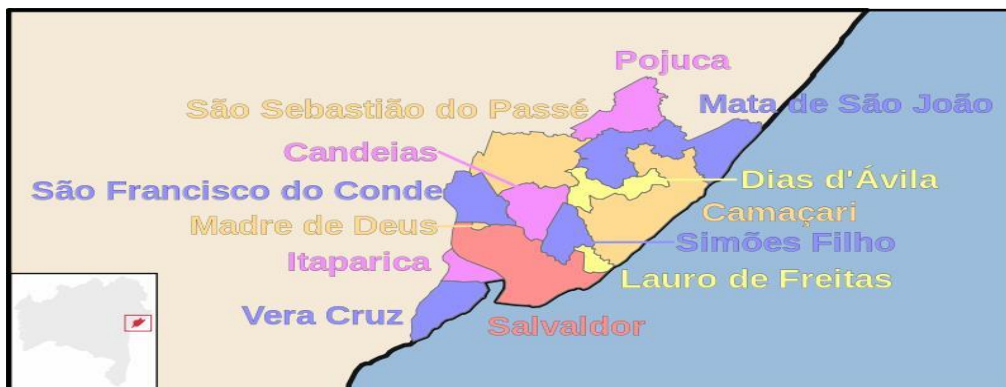 Pojuca
São Sebastião do Passé
Mata de São João
Candeias
São Francisco do Conde
Dias d'Ávila
Madre de Deus
Camaçari
Simões Filho
Itaparica
Lauro de Freitas
Vera Cruz
Salvaldor